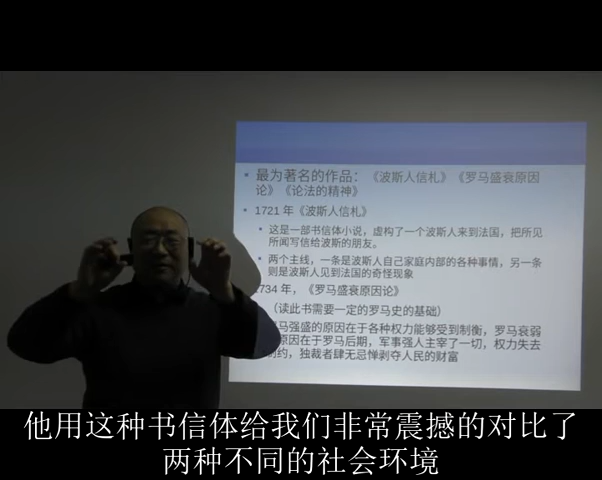 最为著名的作品：《波斯人信札》《罗马盛衰原因
论》《论法的精神》
1721 年《波斯人信札》
这是一部书信体小说，虚构了一个波斯人来到法国，把所见
所闻写信给波斯的朋友。
两个主线，一条是波斯人自己家庭内部的各种事情，另一条
则是波斯人见到法国的奇怪现象
734 年，《罗马盛衰原因论》
（读此书需要一定的罗马史的基础）
马强盛的原因在于各种权力能够受到制衡，罗马衰弱
原因在于罗马后期，军事强人主宰了一切，权力失去
制约，独裁者肆无忌惮剥夺人民的财富
他用这种书信体给我们非常震撼的对比了
两种不同的社会环境